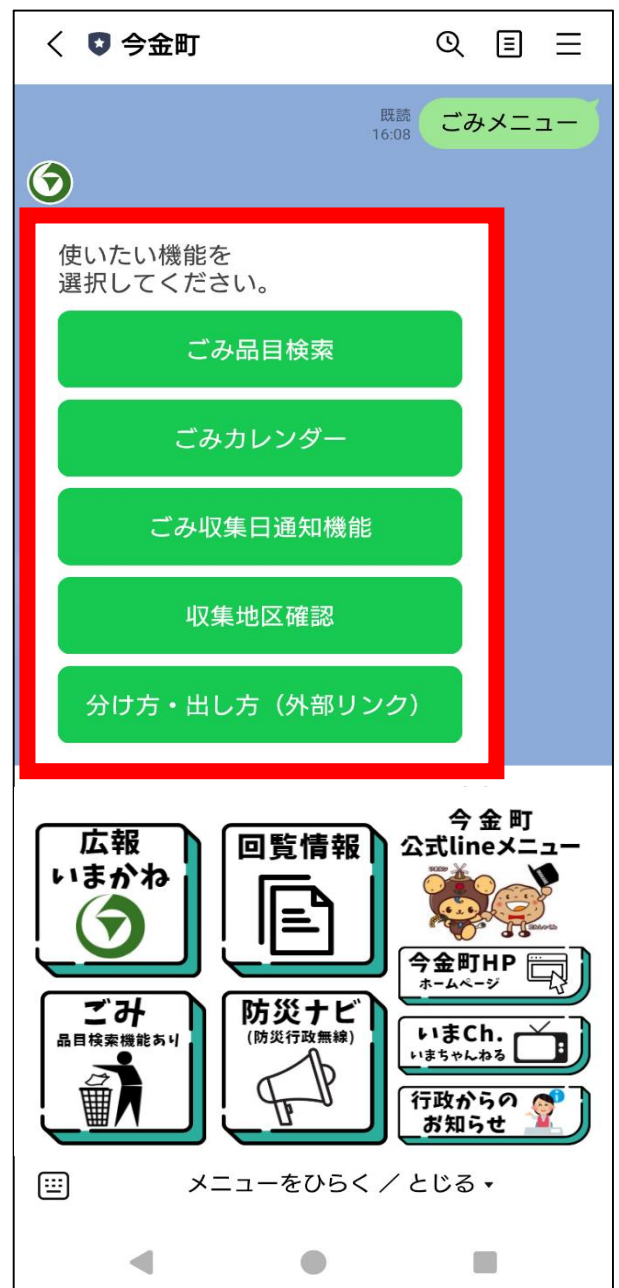 今金町
既読
16:08
ごみメニュー
使いたい機能を
選択してください。
ごみ品目検索
ごみカレンダー
ごみ収集日通知機能
収集地区確認
分け方・出し方（外部リンク）
広報
いまかね
回覧情報
今金町
公式lineメニュー
今金町HP
ホームページ
ごみ
品目検索機能あり
防災ナビ
(防災行政無線)
いまCh.
いまちゃんねる
行政からの
お知らせ
メニューをひらく ／ とじる